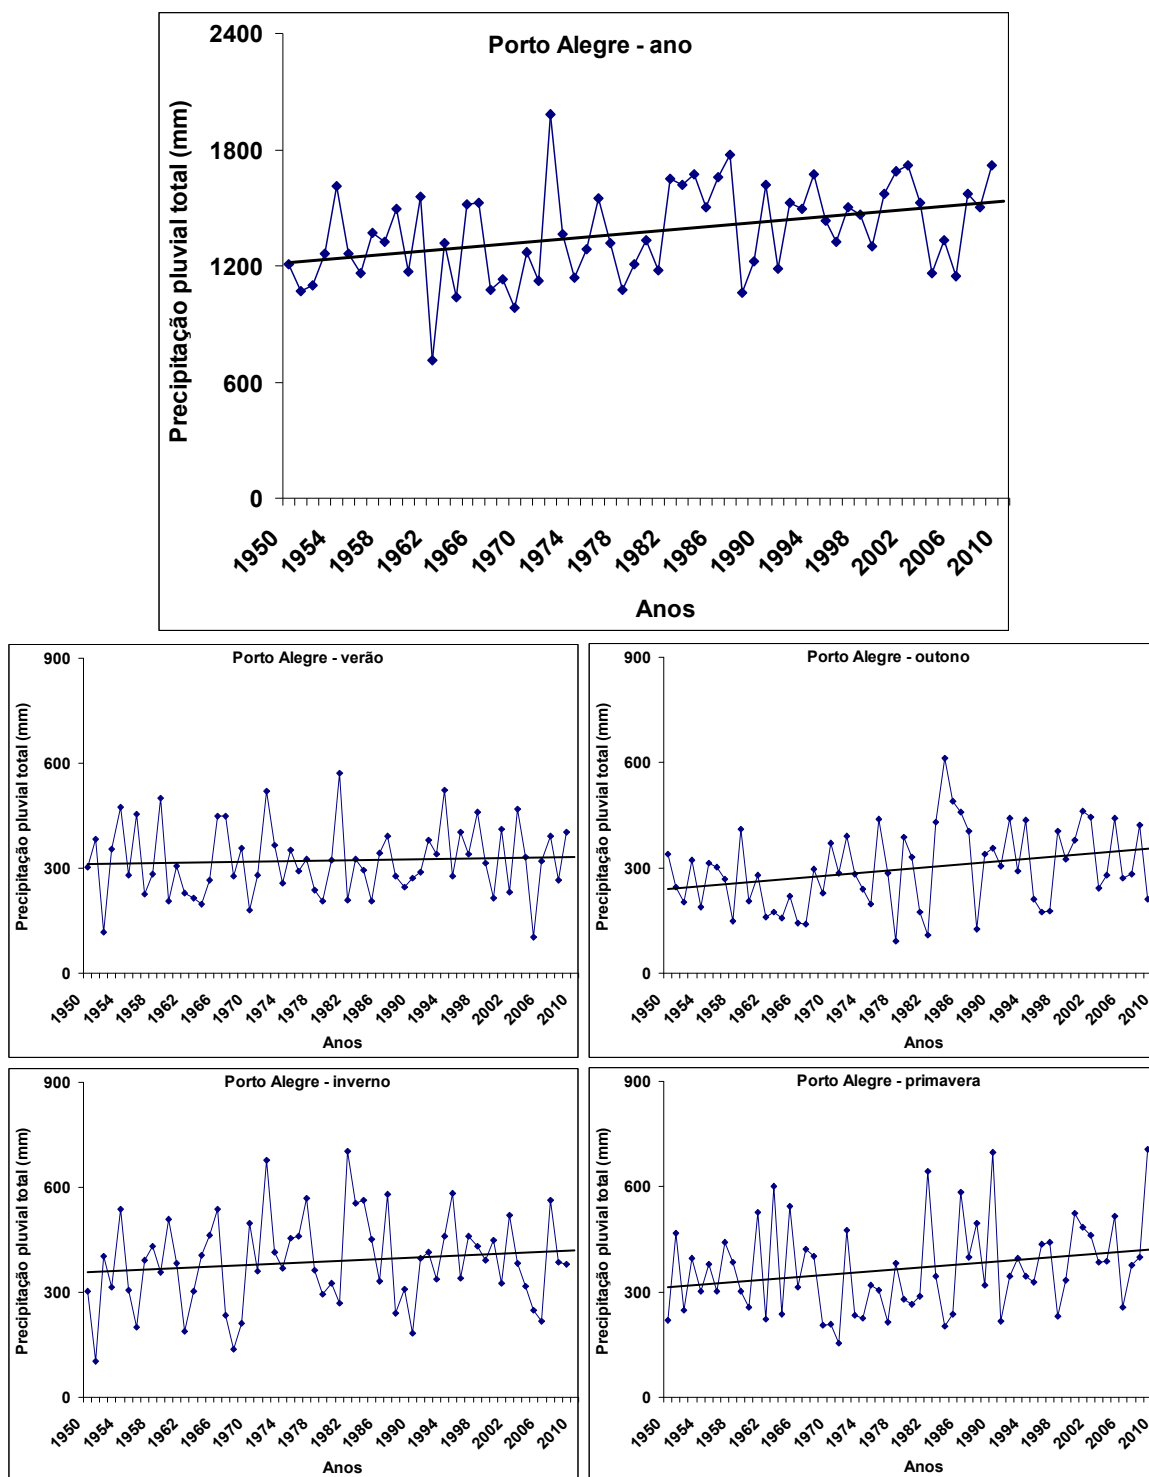 Porto Alegre - ano
Precipitação pluvial total (mm)
2400
1800
1200
600
0
1950 1954 1958 1962 1966 1970 1974 1978 1982 1986 1990 1994 1998 2002 2006 2010
Anos
Porto Alegre - verão
Precipitação pluvial total (mm)
900
600
300
0
1950 1954 1958 1962 1966 1970 1974 1978 1982 1986 1990 1994 1998 2002 2006 2010
Anos
Porto Alegre - outono
Precipitação pluvial total (mm)
900
600
300
0
1950 1954 1958 1962 1966 1970 1974 1978 1982 1986 1990 1994 1998 2002 2006 2010
Anos
Porto Alegre - inverno
Precipitação pluvial total (mm)
900
600
300
0
1950 1954 1958 1962 1966 1970 1974 1978 1982 1986 1990 1994 1998 2002 2006 2010
Anos
Porto Alegre - primavera
Precipitação pluvial total (mm)
900
600
300
0
1950 1954 1958 1962 1966 1970 1974 1978 1982 1986 1990 1994 1998 2002 2006 2010
Anos